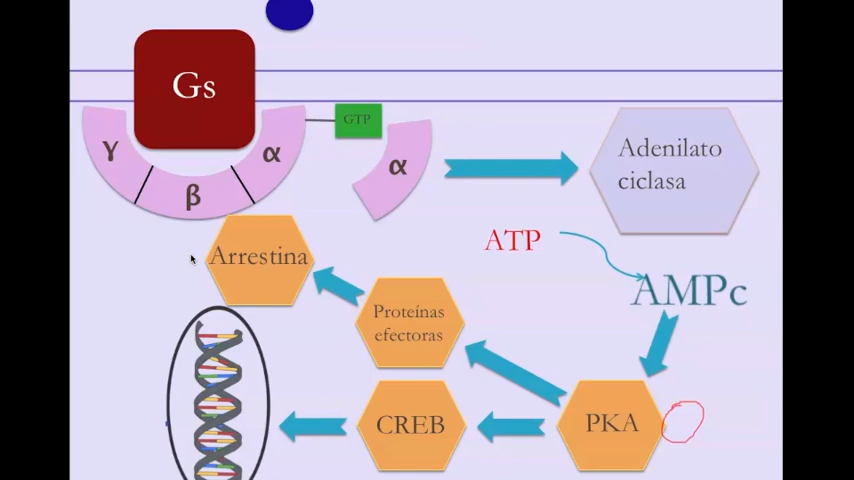 Gs
GTP
γ
β
α
α
Adenilato
ciclasa
ATP
AMPc
Arrestina
Proteínas
efectoras
CREB
PKA